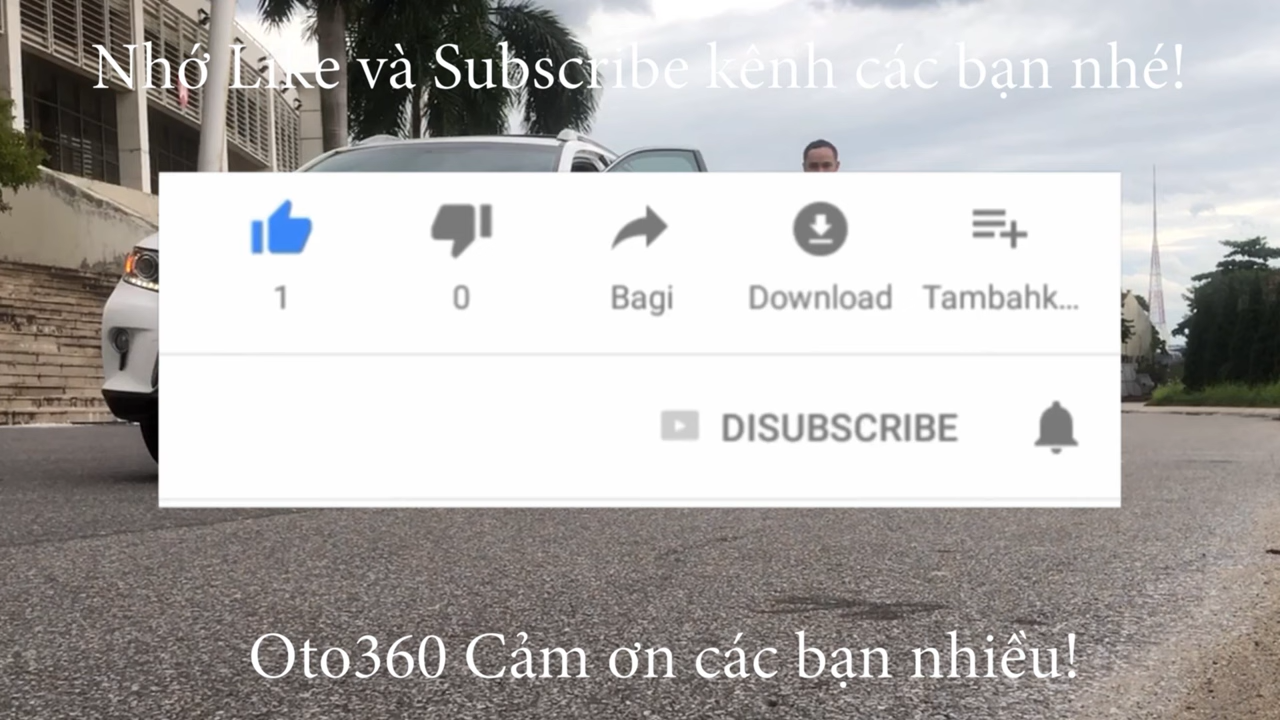 Nhớ Like và Subscribe kênh các bạn nhé!
1 0 Bagi Download Tambahk...
DISUBSCRIBE
Oto360 Cảm ơn các bạn nhiều!